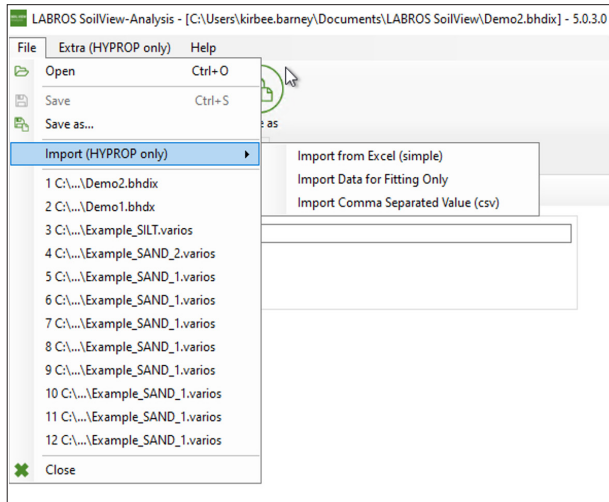 LABROS SoilView-Analysis - [C:\Users\kirbee.barney\Documents\LABROS SoilView\Demo2.bhdix] - 5.0.3.0
File Extra (HYPROP only) Help
Open Ctrl+O
Save Ctrl+S
Save as...
e as
Import (HYPROP only)
Import from Excel (simple)
Import Data for Fitting Only
Import Comma Separated Value (csv)
1 C:\...\Demo2.bhdix
2 C:\...\Demo1.bhdx
3 C:\...\Example_SILT.varios
4 C:\...\Example_SAND_2.varios
5 C:\...\Example_SAND_1.varios
6 C:\...\Example_SAND_1.varios
7 C:\...\Example_SAND_1.varios
8 C:\...\Example_SAND_1.varios
9 C:\...\Example_SAND_1.varios
10 C:\...\Example_SAND_1.varios
11 C:\...\Example_SAND_1.varios
12 C:\...\Example_SAND_1.varios
Close